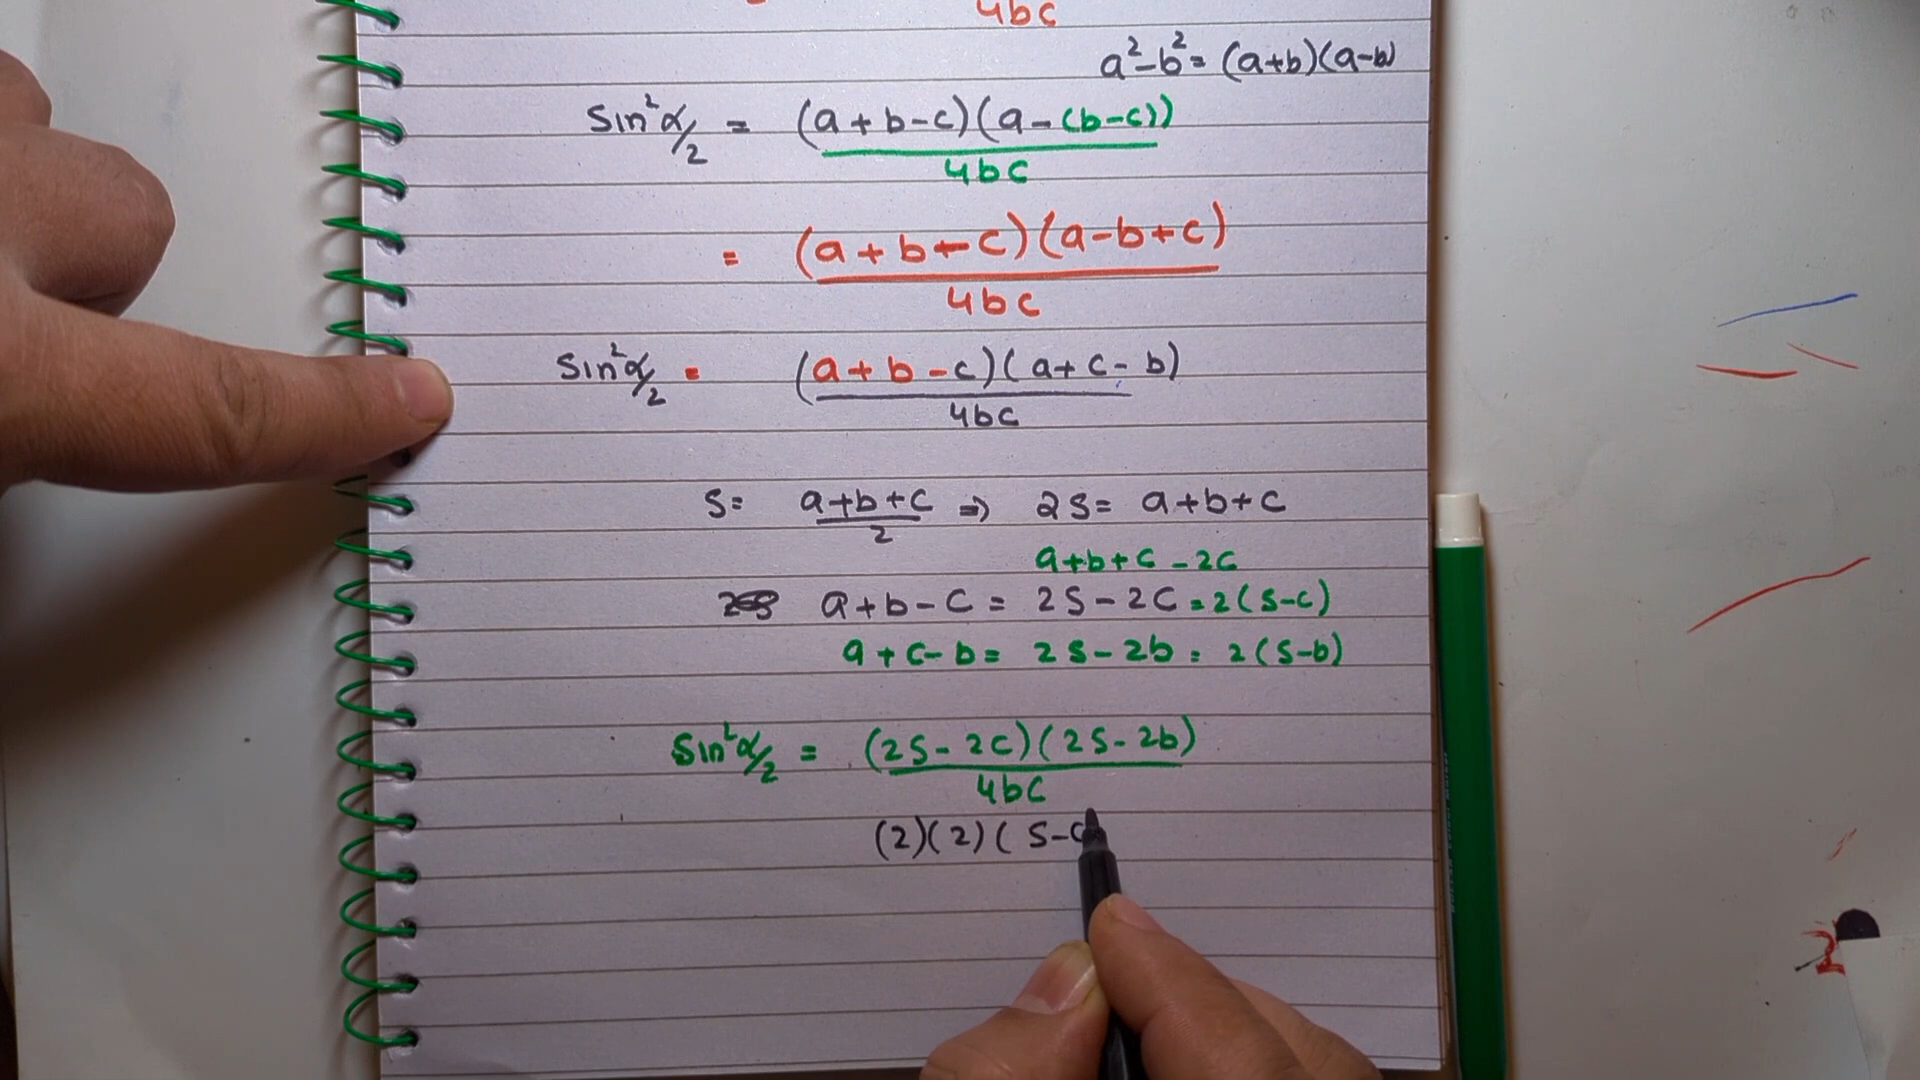 4bc
a²-b² = (a+b)(a-b)
Sin²α/2 = (a+b-c)(a-(b-c))
4bc
= (a+b-c)(a-b+c)
4bc
Sin²α/2 = (a+b-c)(a+c-b)
4bc
S= a+b+c ⇒ 2S= a+b+c
2
a+b+c -2c
a+b-c = 2S-2c = 2(S-c)
a+c-b = 2S-2b = 2(S-b)
Sin²α/2 = (2S-2c)(2S-2b)
4bc
(2)(2)( S-c
2